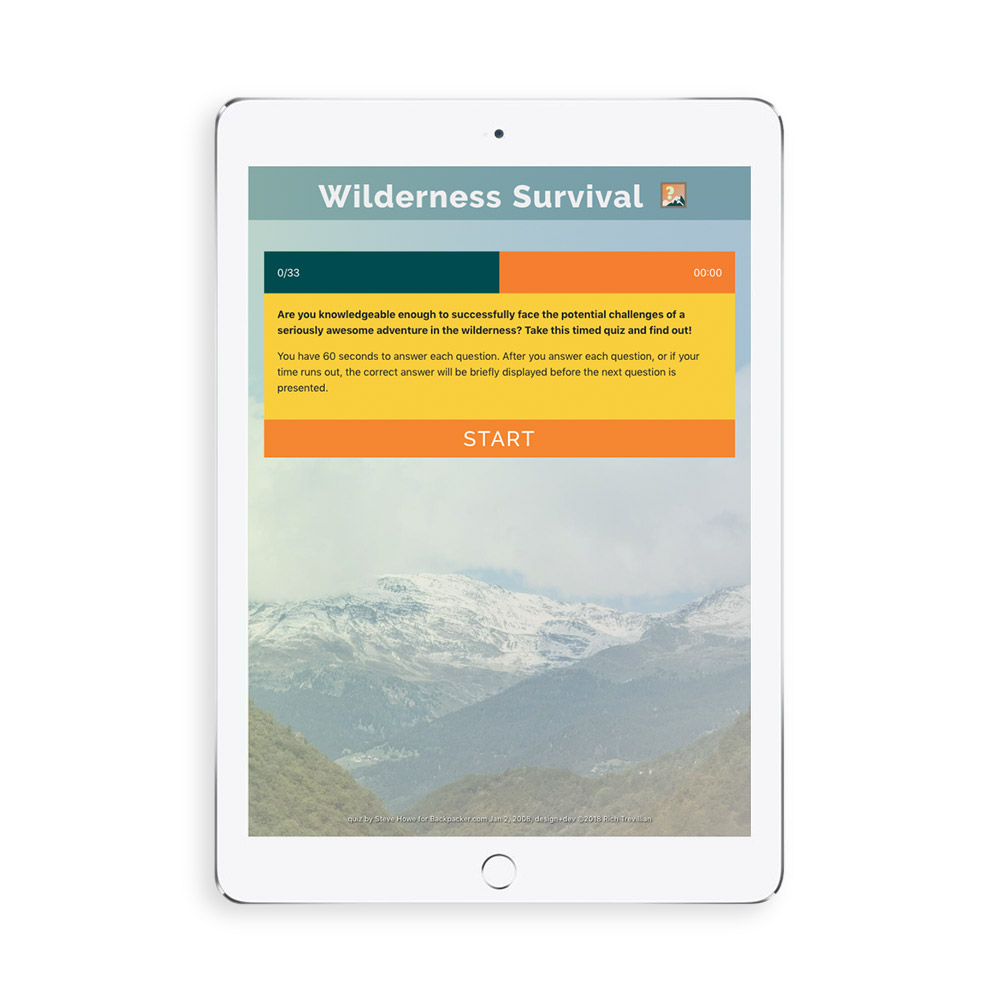 Wilderness Survival ?
0/33 00:00
Are you knowledgeable enough to successfully face the potential challenges of a
seriously awesome adventure in the wilderness? Take this timed quiz and find out!
You have 60 seconds to answer each question. After you answer each question, or if your
time runs out, the correct answer will be briefly displayed before the next question is
presented.
START
quiz by Steve Howe for Backpacker.com Jan 2, 2008, design+dev ©2018 Rich Trevillian